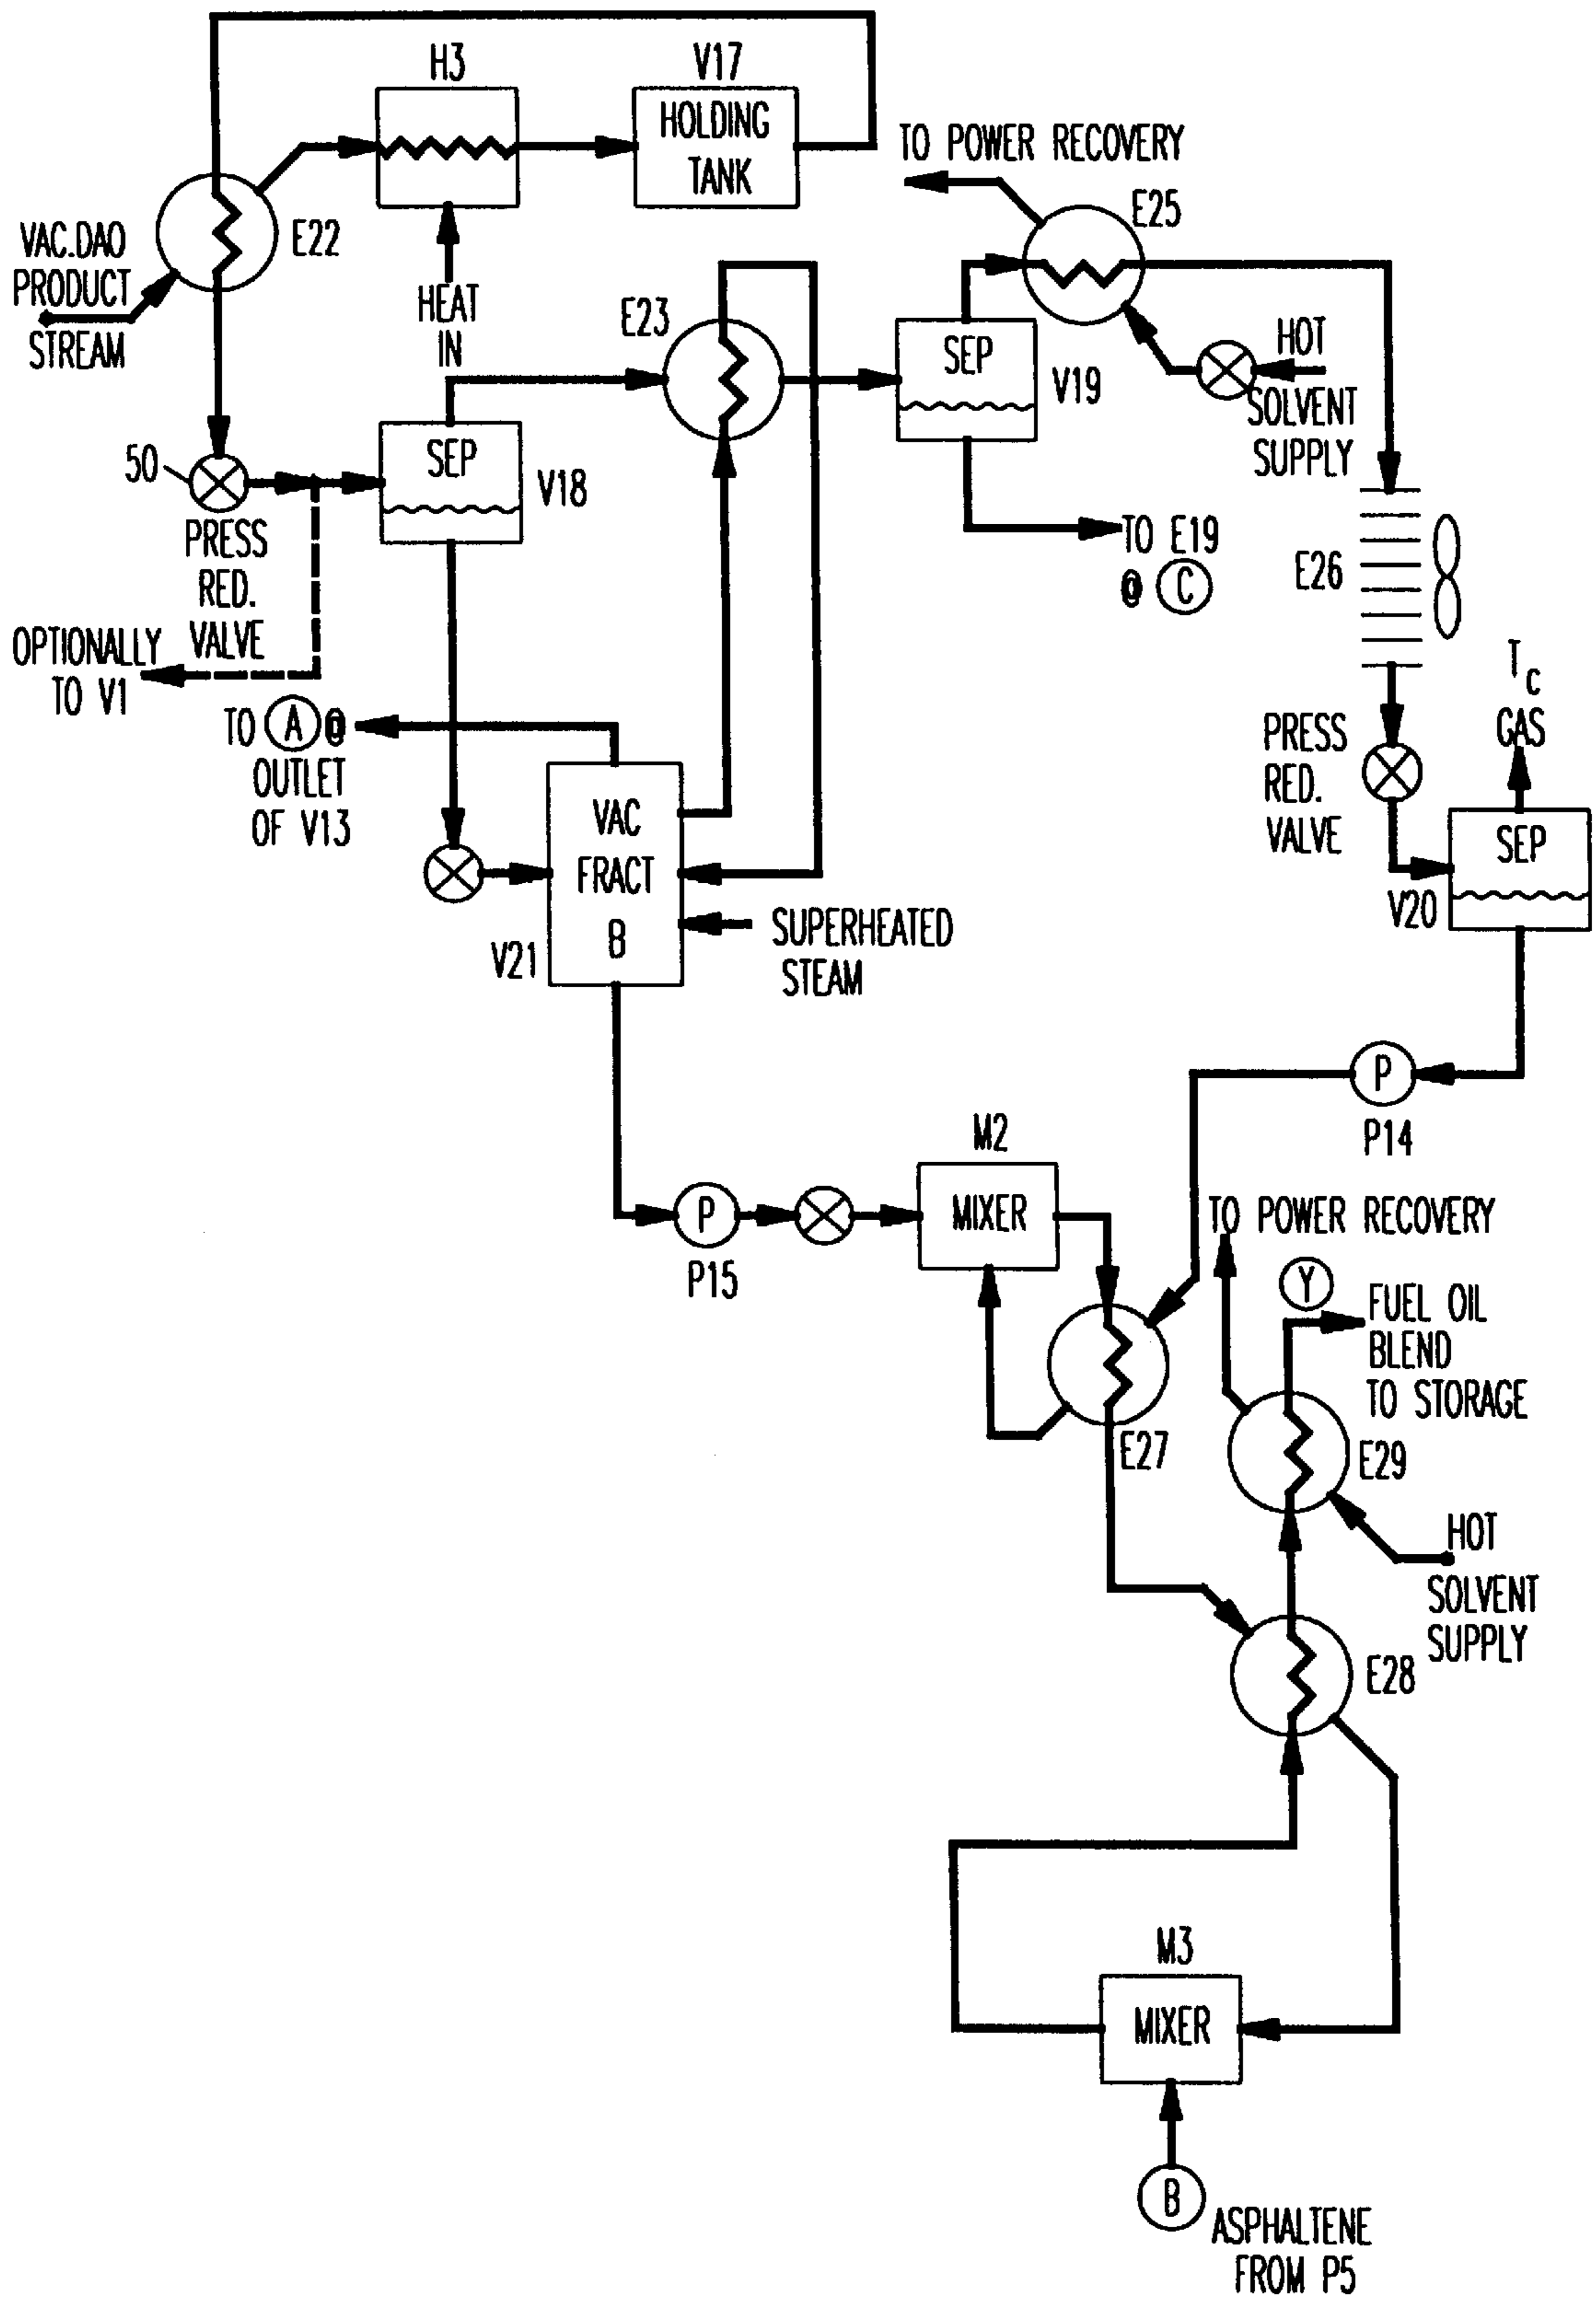 H3
V17
HOLDING
TANK
TO POWER RECOVERY
E25
E22
VAC.DAO
PRODUCT
STREAM
HEAT
IN
E23
SEP
V19
HOT
SOLVENT
SUPPLY
50
SEP
V18
PRESS
RED.
VALVE
TO E19
@ C
E26
OPTIONALLY
TO V1
TO A @
OUTLET
OF V13
T C
GAS
PRESS
RED.
VALVE
VAC
FRACT
B
V21
SEP
V20
SUPERHEATED
STEAM
P
P14
M2
MIXER
P
P15
TO POWER RECOVERY
Y
FUEL OIL
BLEND
TO STORAGE
E27
E29
HOT
SOLVENT
SUPPLY
E28
M3
MIXER
B
ASPHALTENE
FROM P5